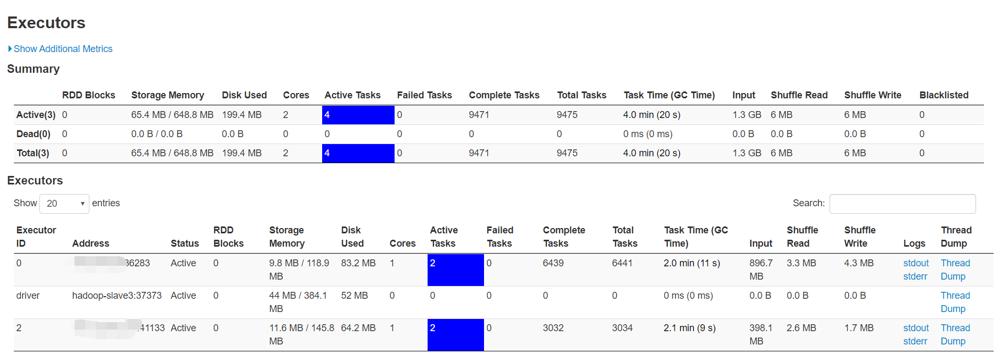 Executors
Show Additional Metrics
Summary
RDD Blocks Storage Memory Disk Used Cores Active Tasks Failed Tasks Complete Tasks Total Tasks Task Time (GC Time) Input Shuffle Read Shuffle Write Blacklisted
Active(3) 0 65.4 MB / 648.8 MB 199.4 MB 2 4 0 9471 9475 4.0 min (20 s) 1.3 GB 6 MB 6 MB 0
Dead(0) 0 0.0 B / 0.0 B 0.0 B 0 0 0 0 0 0 ms (0 ms) 0.0 B 0.0 B 0.0 B 0
Total(3) 0 65.4 MB / 648.8 MB 199.4 MB 2 4 0 9471 9475 4.0 min (20 s) 1.3 GB 6 MB 6 MB 0
Executors
Show 20 entries Search:
Executor RDD Storage Disk Active Failed Complete Total Task Time (GC Shuffle Shuffle Thread
ID Address Status Blocks Memory Used Cores Tasks Tasks Tasks Tasks Time) Input Read Write Logs Dump
0 36283 Active 0 9.8 MB / 118.9 83.2 MB 1 2 0 6439 6441 2.0 min (11 s) 896.7 3.3 MB 4.3 MB stdout Thread
MB MB stderr Dump
driver hadoop-slave3:37373 Active 0 44 MB / 384.1 52 MB 0 0 0 0 0 0 ms (0 ms) 0.0 B 0.0 B 0.0 B Thread
MB Dump
2 41133 Active 0 11.6 MB / 145.8 64.2 MB 1 2 0 3032 3034 2.1 min (9 s) 398.1 2.6 MB 1.7 MB stdout Thread
MB MB stderr Dump